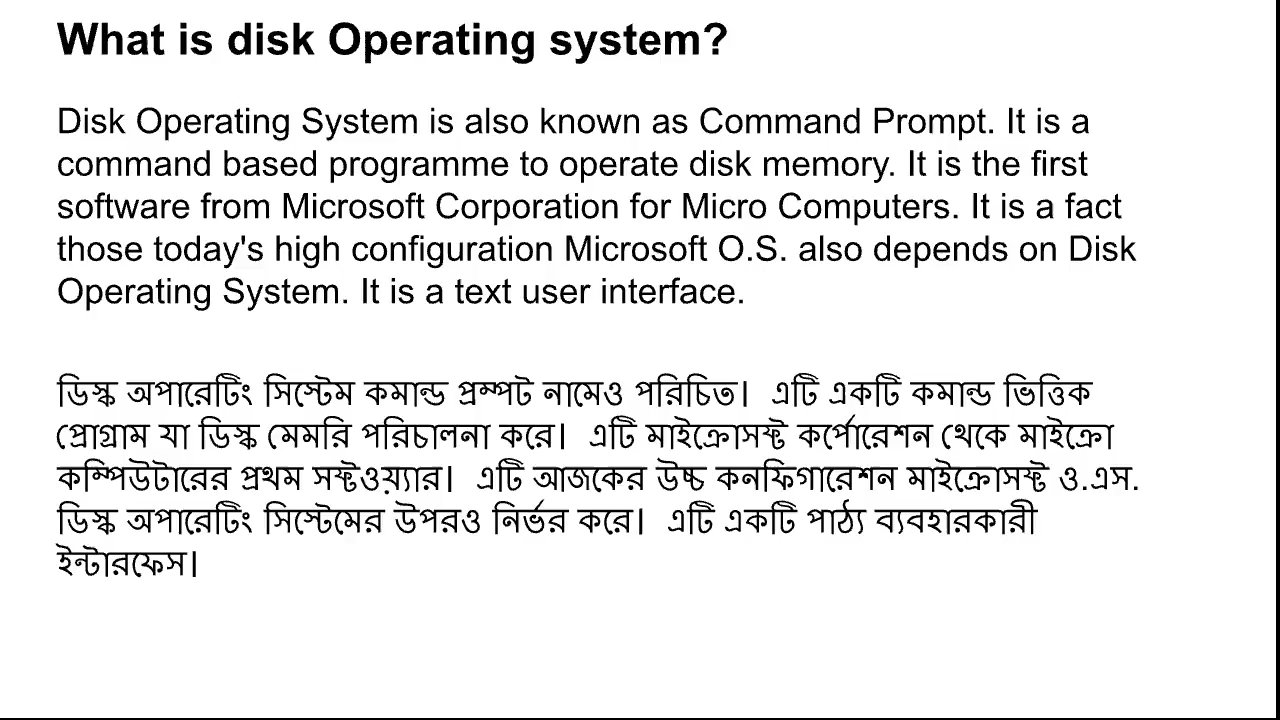 What is disk Operating system?
Disk Operating System is also known as Command Prompt. It is a
command based programme to operate disk memory. It is the first
software from Microsoft Corporation for Micro Computers. It is a fact
those today's high configuration Microsoft O.S. also depends on Disk
Operating System. It is a text user interface.
ডিস্ক অপারেটিং সিস্টেম কমান্ড প্রম্পট নামেও পরিচিত। এটি একটি কমান্ড ভিত্তিক
প্রোগ্রাম যা ডিস্ক মেমরি পরিচালনা করে। এটি মাইক্রোসফ্ট কর্পোরেশন থেকে মাইক্রো
কম্পিউটারের প্রথম সফ্টওয়্যার। এটি আজকের উচ্চ কনফিগারেশন মাইক্রোসফ্ট ও.এস.
ডিস্ক অপারেটিং সিস্টেমের উপরও নির্ভর করে। এটি একটি পাঠ্য ব্যবহারকারী
ইন্টারফেস।